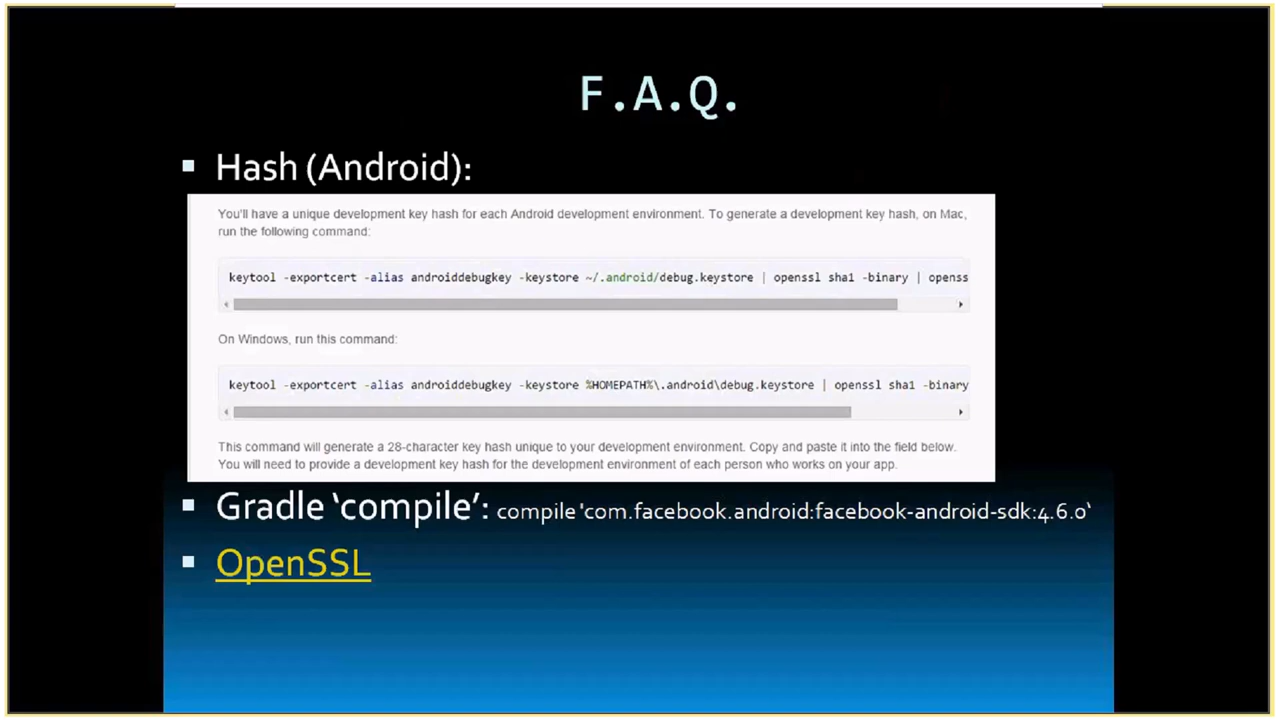 F.A.Q.
Hash (Android):
You'll have a unique development key hash for each Android development environment. To generate a development key hash, on Mac,
run the following command:
keytool -exportcert -alias androiddebugkey -keystore ~/.android/debug.keystore | openssl sha1 -binary | openss
On Windows, run this command:
keytool -exportcert -alias androiddebugkey -keystore %HOMEPATH%\.android\debug.keystore | openssl sha1 -binary
This command will generate a 28-character key hash unique to your development environment. Copy and paste it into the field below.
You will need to provide a development key hash for the development environment of each person who works on your app.
Gradle ‘compile’: compile 'com.facebook.android:facebook-android-sdk:4.6.0‘
OpenSSL